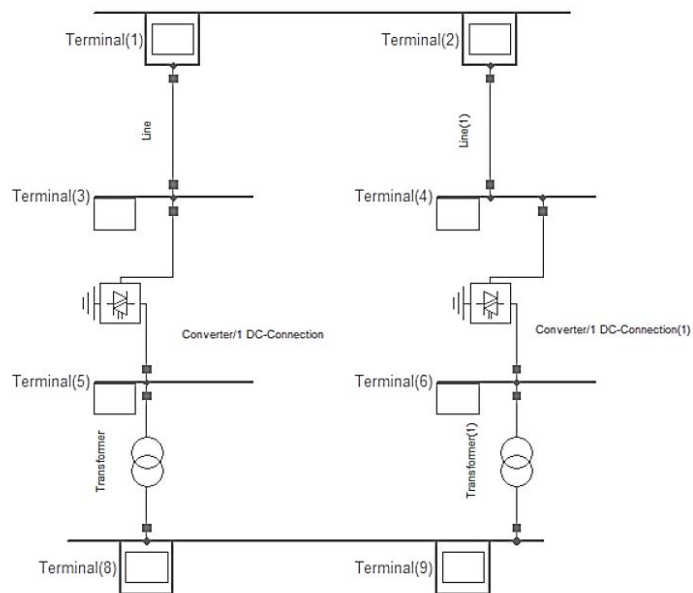 Terminal(1)
Terminal(2)
Line
Line(1)
Terminal(3)
Terminal(4)
Converter/1 DC-Connection
Converter/1 DC-Connection(1)
Terminal(5)
Terminal(6)
Transformer
Transformer(1)
Terminal(8)
Terminal(9)